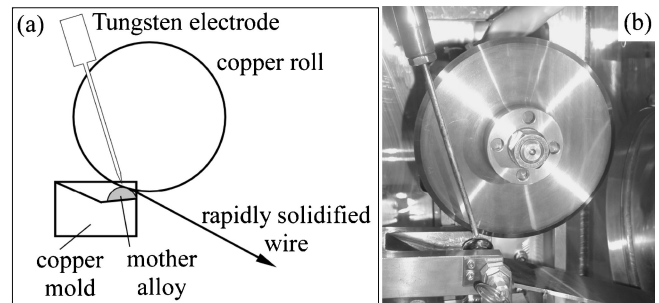 (a)
Tungsten electrode
copper roll
rapidly solidified
wire
copper
mold
mother
alloy
(b)